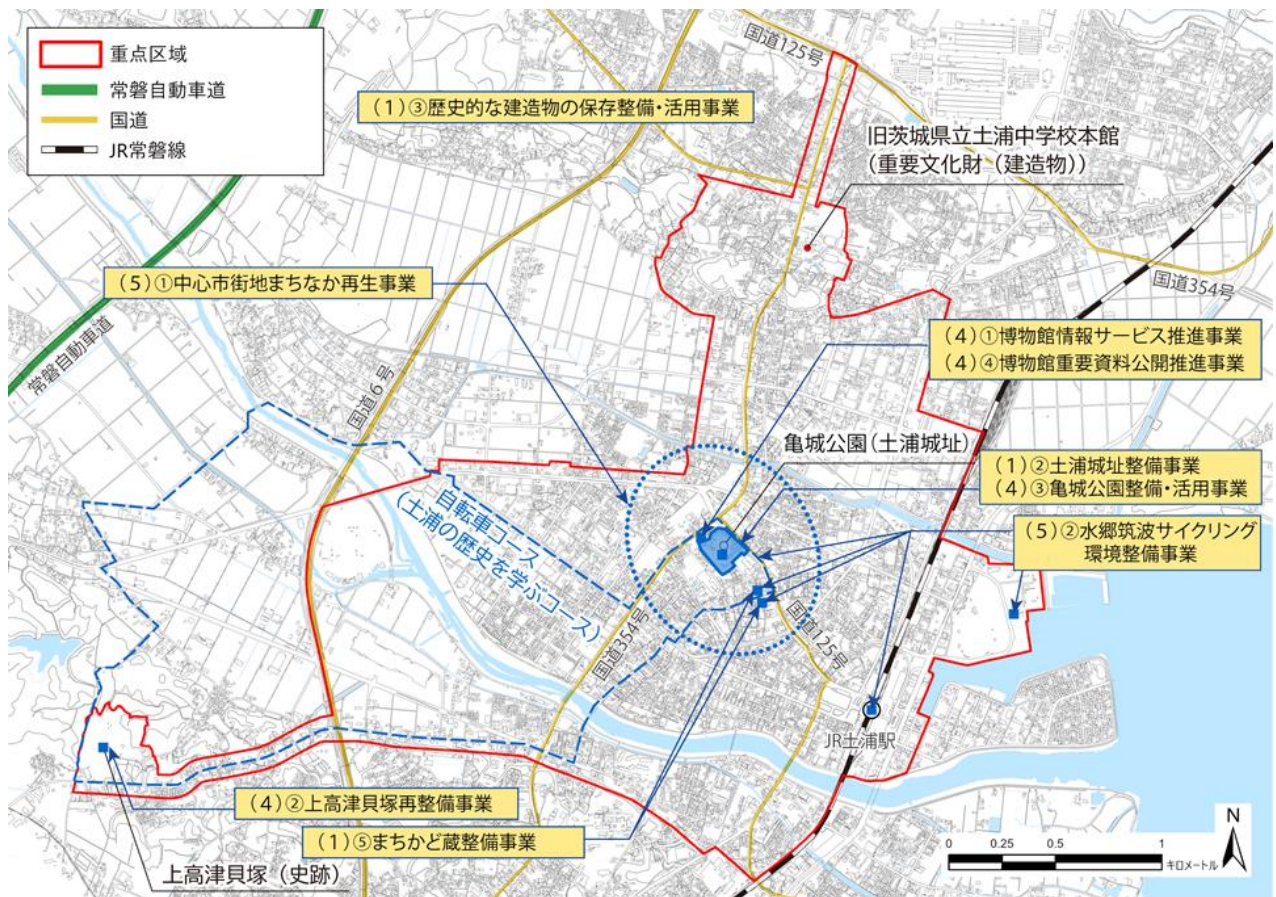 重点区域
常磐自動車道
国道
JR常磐線
国道125号
(1)③歴史的な建造物の保存整備・活用事業
旧茨城県立土浦中学校本館
(重要文化財(建造物))
国道354号
(5)①中心市街地まちなか再生事業
常磐自動車道
国道6号
(4)①博物館情報サービス推進事業
(4)④博物館重要資料公開推進事業
亀城公園(土浦城址)
(1)②土浦城址整備事業
(4)③亀城公園整備・活用事業
自転車コース
(土浦の歴史を学ぶコース)
(5)②水郷筑波サイクリング
環境整備事業
国道354号
国道125号
JR土浦駅
(4)②上高津貝塚再整備事業
(1)⑤まちかど蔵整備事業
上高津貝塚(史跡)
N
0 0.25 0.5 1
キロメートル